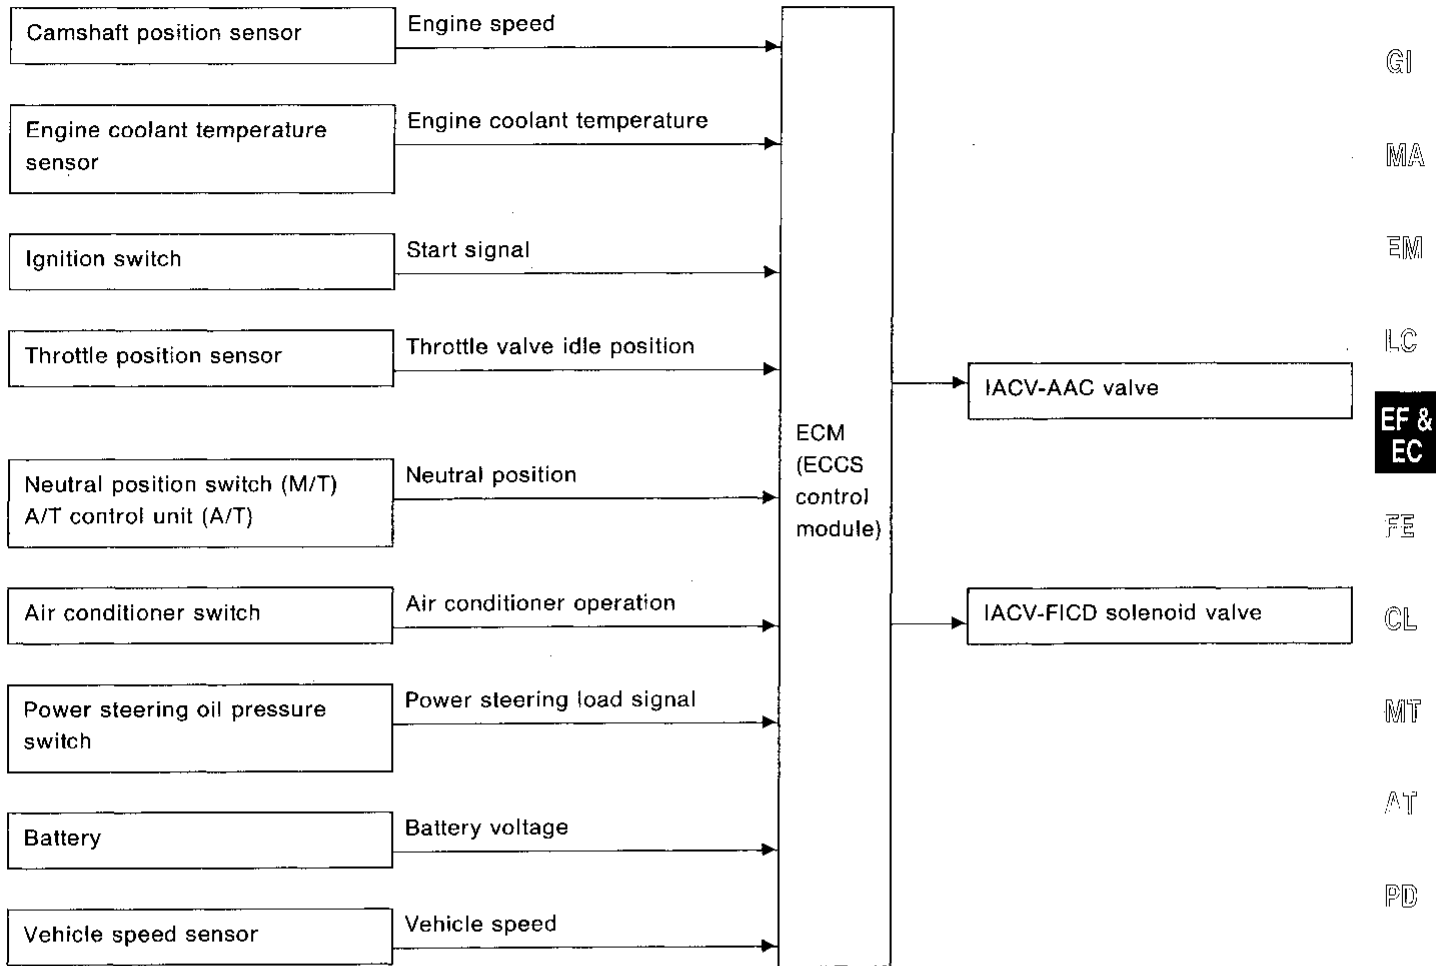 Camshaft position sensor
Engine speed
Engine coolant temperature
sensor
Engine coolant temperature
Ignition switch
Start signal
Throttle position sensor
Throttle valve idle position
Neutral position switch (M/T)
A/T control unit (A/T)
Neutral position
Air conditioner switch
Air conditioner operation
Power steering oil pressure
switch
Power steering load signal
Battery
Battery voltage
Vehicle speed sensor
Vehicle speed
ECM
(ECCS
control
module)
IACV-AAC valve
IACV-FICD solenoid valve
GI
MA
EM
LC
EF &
EC
FE
CL
MT
AT
PD